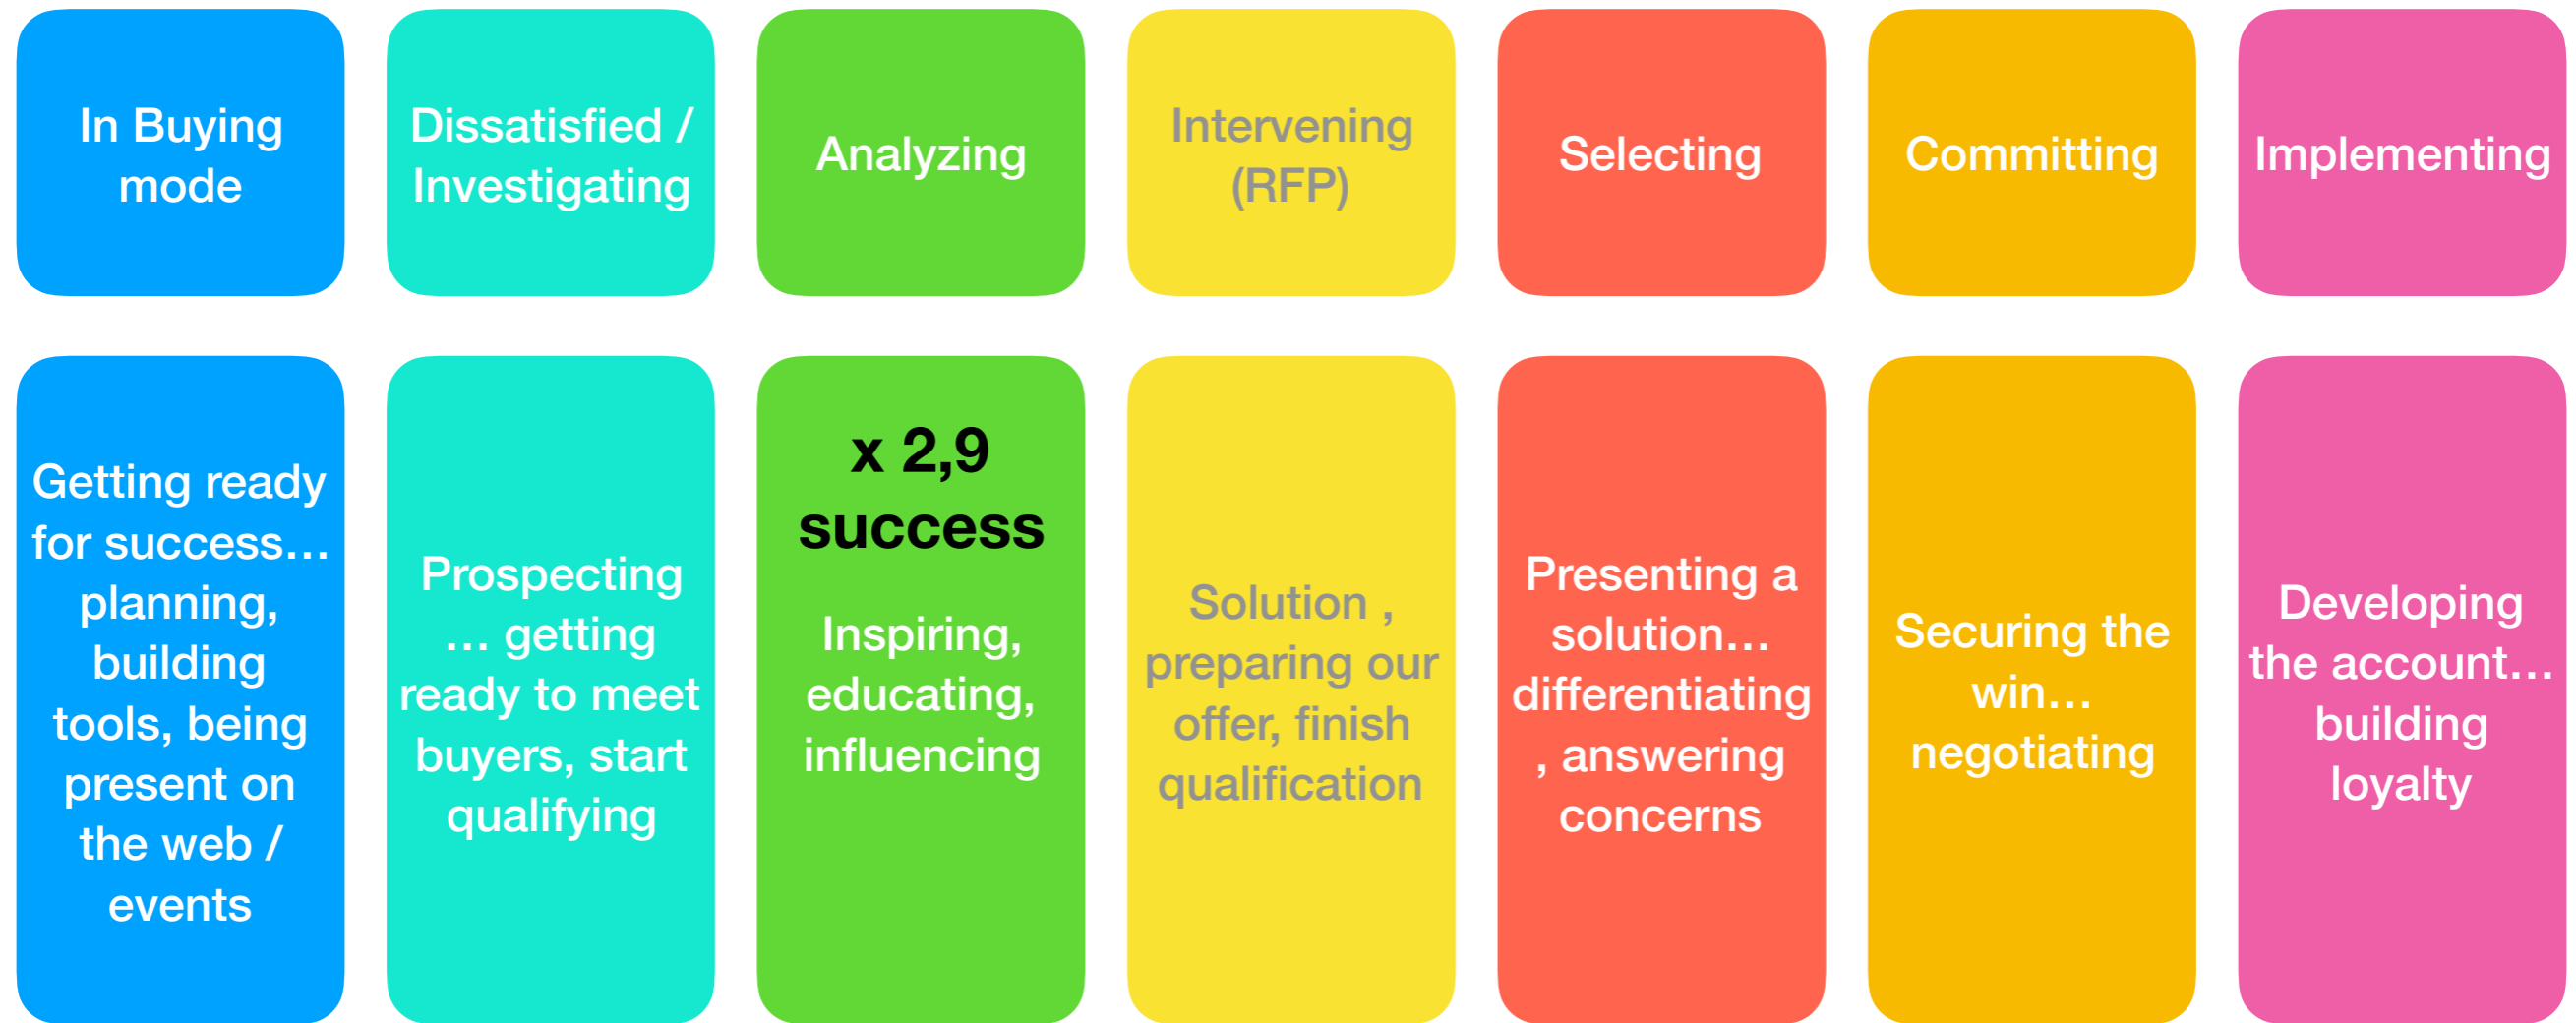 In Buying
mode
Dissatisfied /
Investigating
Analyzing
Intervening
(RFP)
Selecting
Committing
Implementing
Getting ready
for success…
planning,
building
tools, being
present on
the web /
events
Prospecting
… getting
ready to meet
buyers, start
qualifying
x 2,9
success
Inspiring,
educating,
influencing
Solution ,
preparing our
offer, finish
qualification
Presenting a
solution…
differentiating
, answering
concerns
Securing the
win…
negotiating
Developing
the account…
building
loyalty